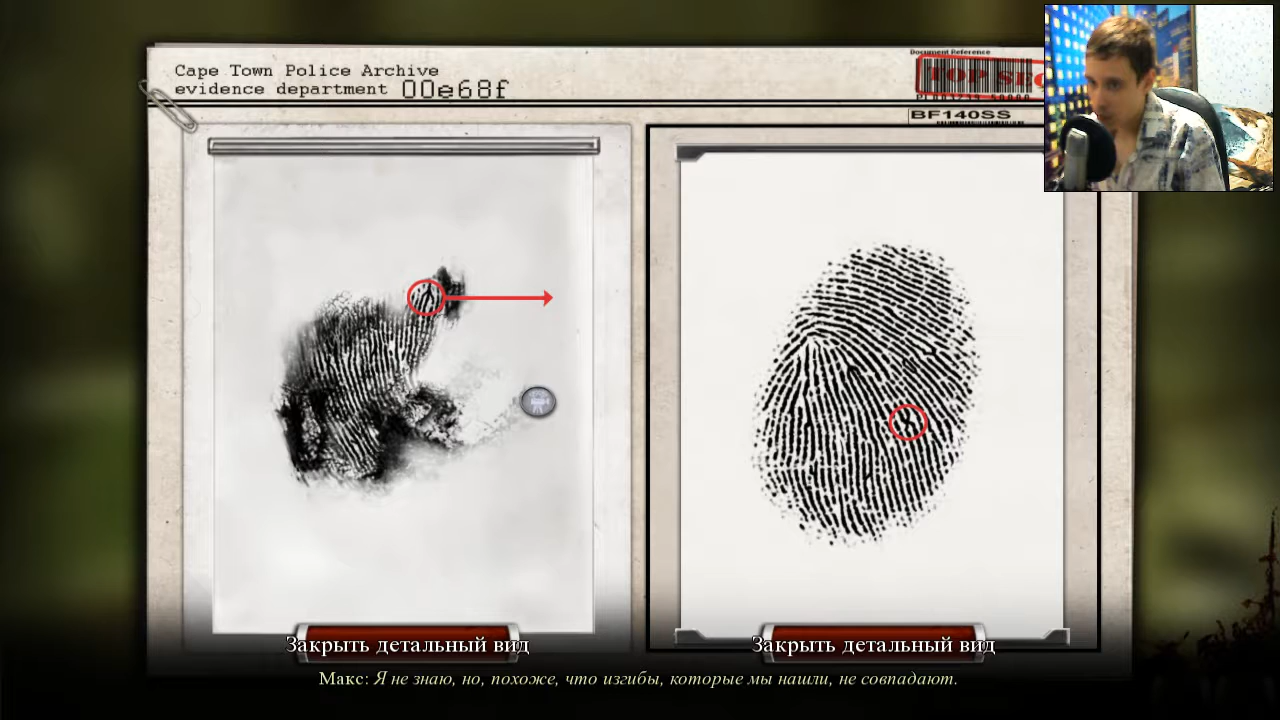 Cape Town Police Archive
evidence department 00e68f
Document Reference
TOP
BF140SS
Закрыть детальный вид
Закрыть детальный вид
Макс: Я не знаю, но, похоже, что изгибы, которые мы нашли, не совпадают.